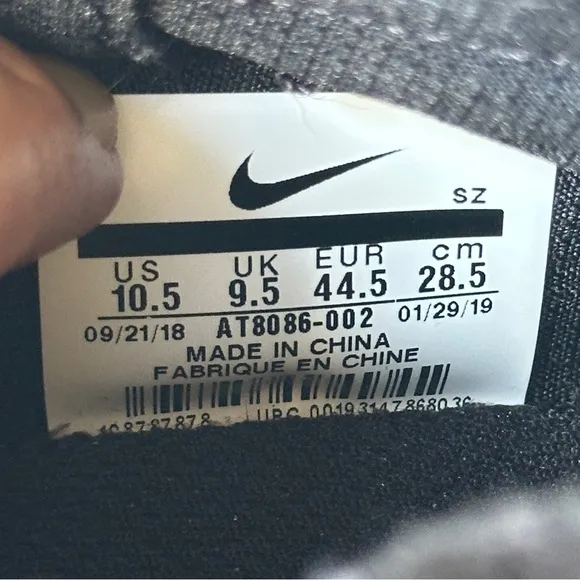 SZ
US UK EUR cm
10.5 9.5 44.5 28.5
09/21/18 AT8086-002 01/29/19
MADE IN CHINA
FABRIQUE EN CHINE
UPC